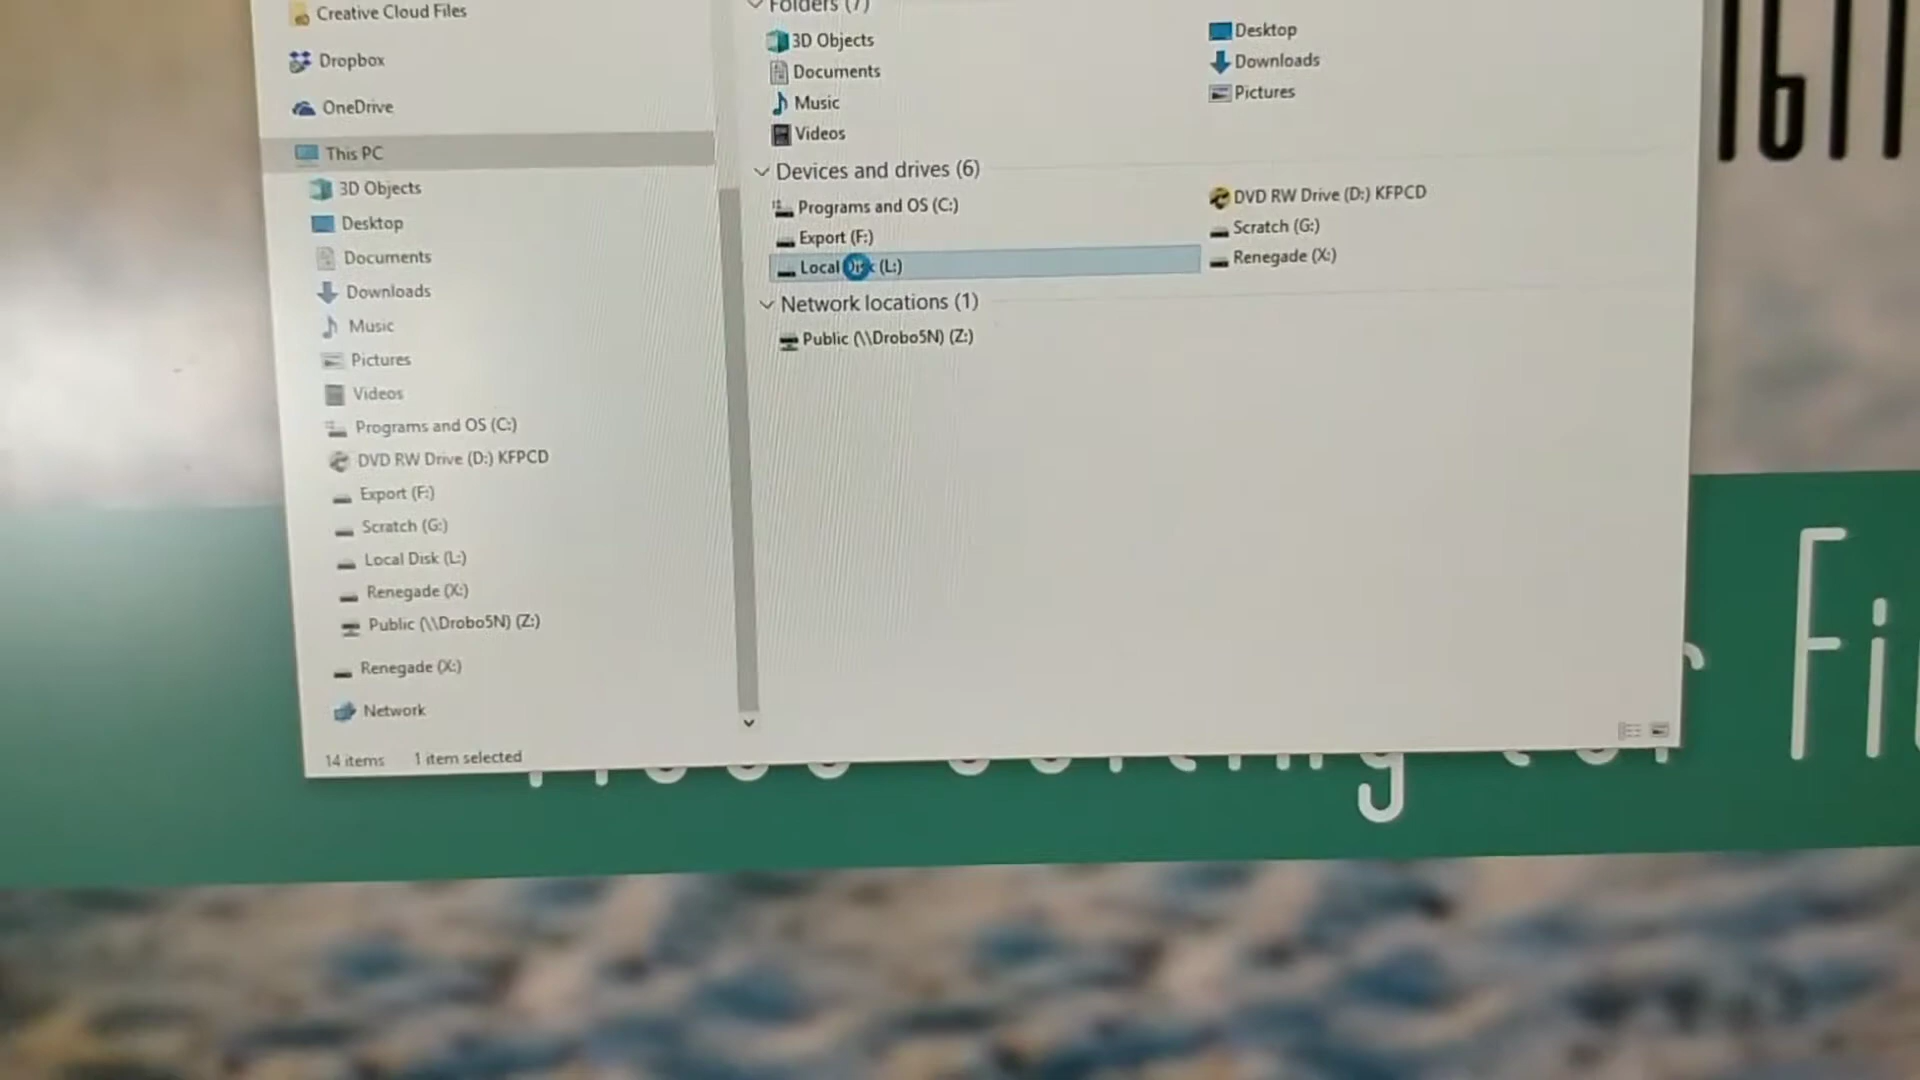 Creative Cloud Files
Dropbox
OneDrive
This PC
3D Objects
Desktop
Documents
Downloads
Music
Pictures
Videos
Programs and OS (C:)
DVD RW Drive (D:) KFPCD
Export (F:)
Scratch (G:)
Local Disk (L:)
Renegade (X:)
Public (\\Drobo5N) (Z:)
Renegade (X:)
Network
14 items 1 item selected
Folders (7)
3D Objects
Documents
Music
Videos
Desktop
Downloads
Pictures
Devices and drives (6)
Programs and OS (C:)
Export (F:)
Local Disk (L:)
DVD RW Drive (D:) KFPCD
Scratch (G:)
Renegade (X:)
Network locations (1)
Public (\\Drobo5N) (Z:)